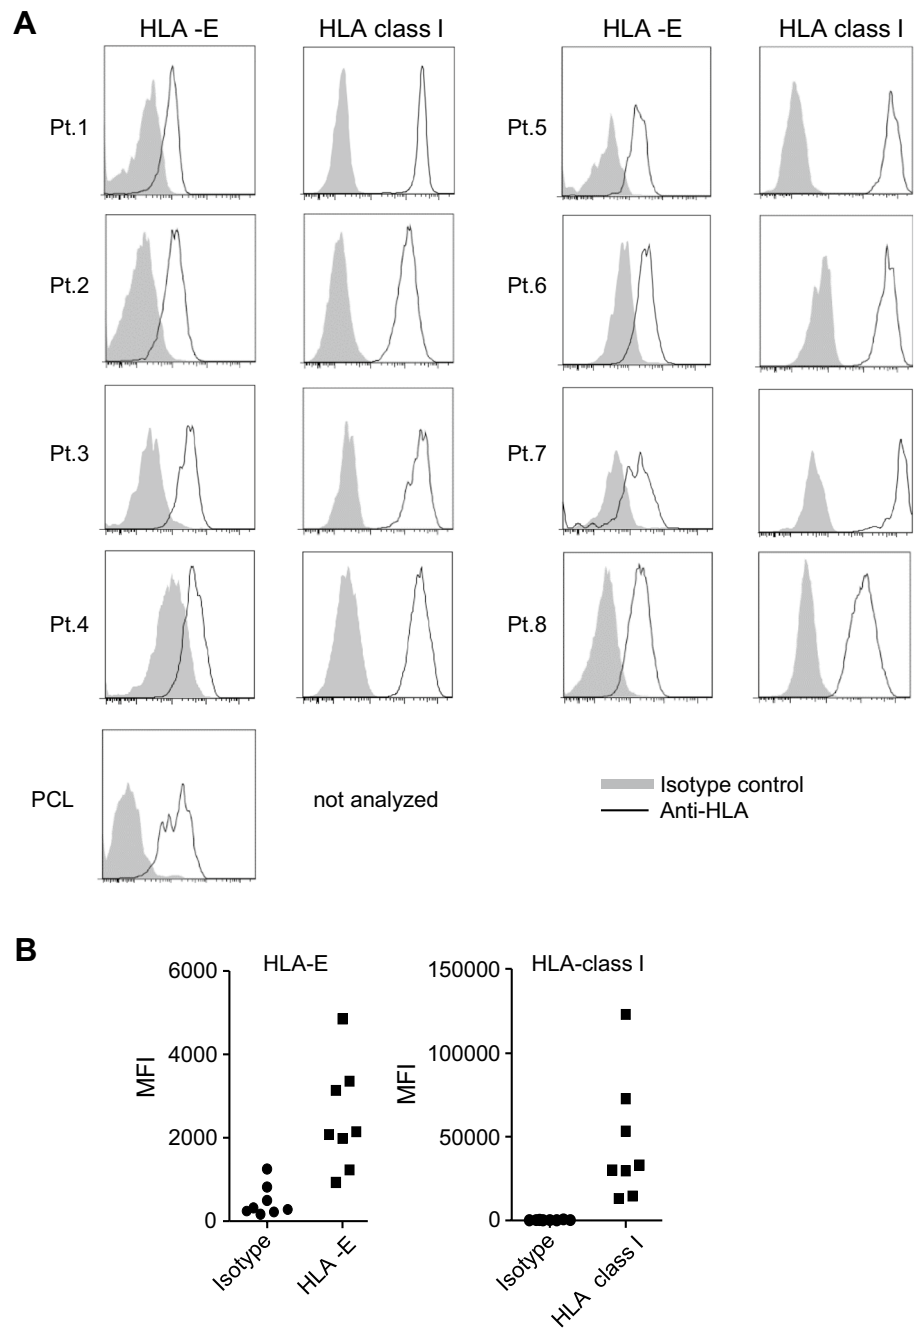 A
HLA -E
HLA class I
HLA -E
HLA class I
Pt.1
Pt.5
Pt.2
Pt.6
Pt.3
Pt.7
Pt.4
Pt.8
PCL
not analyzed
Isotype control
Anti-HLA
B
HLA-E
6000
4000
2000
0
MFI
Isotype
HLA -E
HLA-class I
150000
100000
50000
0
MFI
Isotype
HLA class I